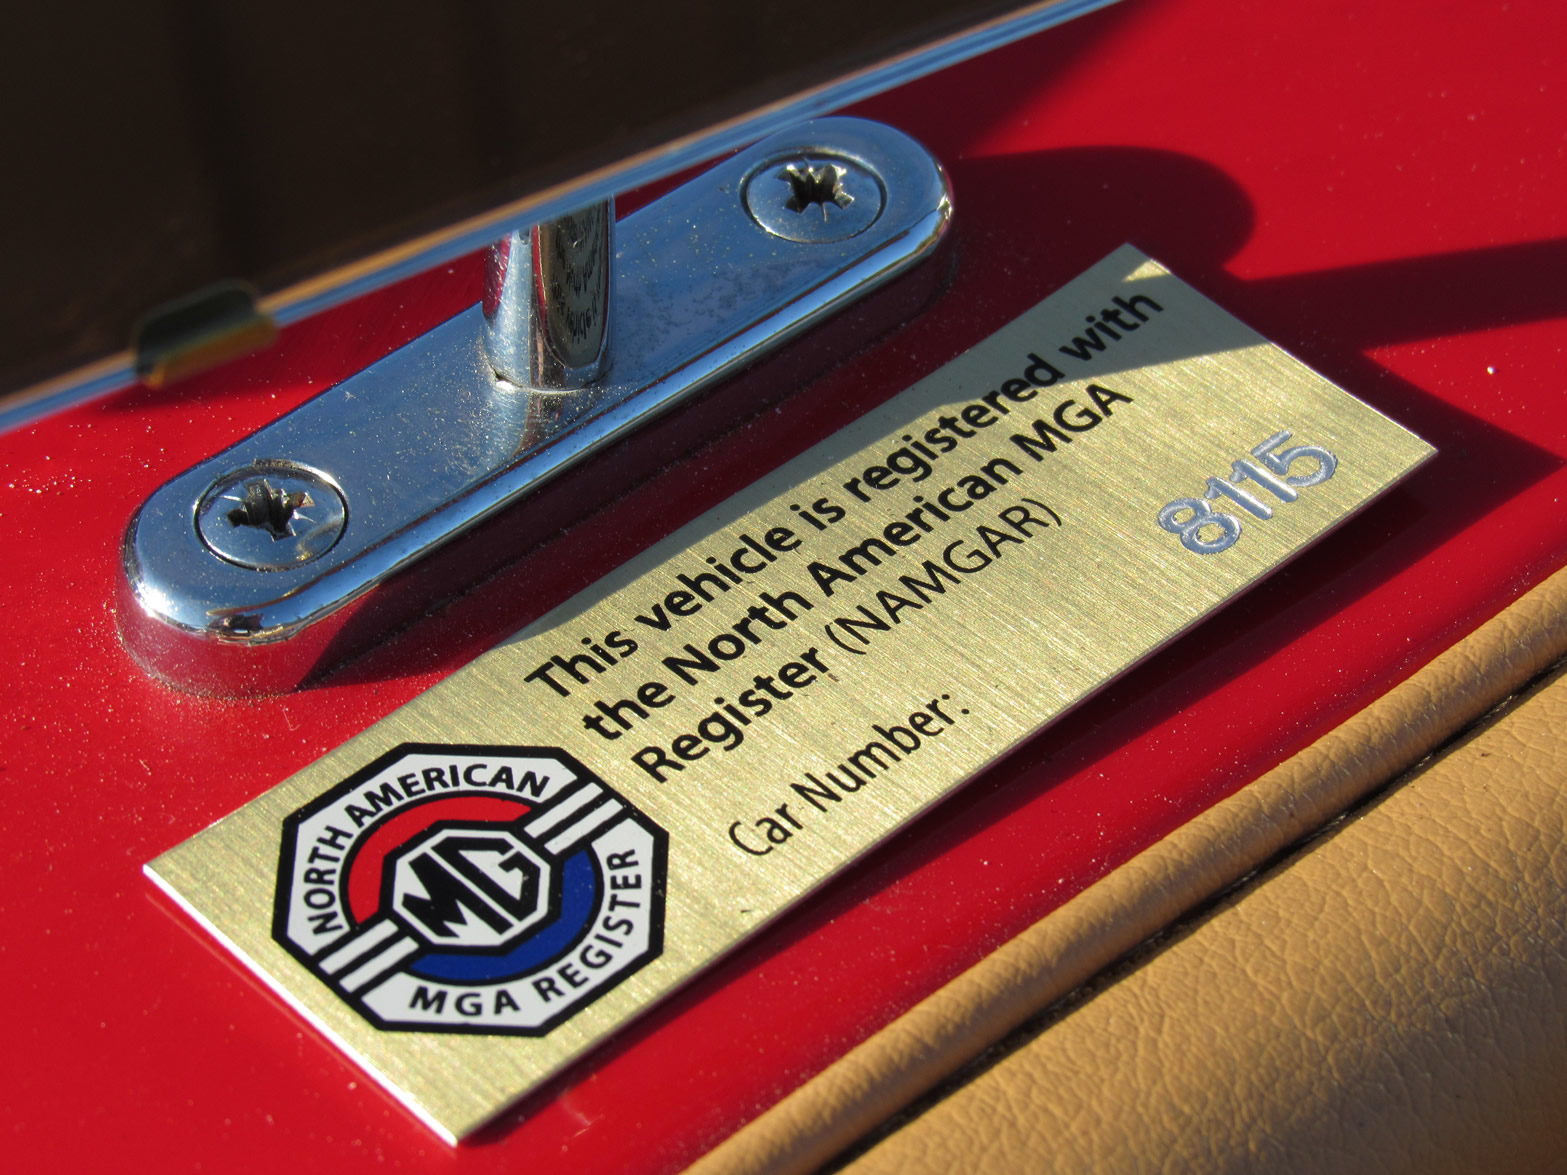 This vehicle is registered with
the North American MGA
Register (NAMGAR)
Car Number:
8115
NORTH AMERICAN
MG
MGA REGISTER